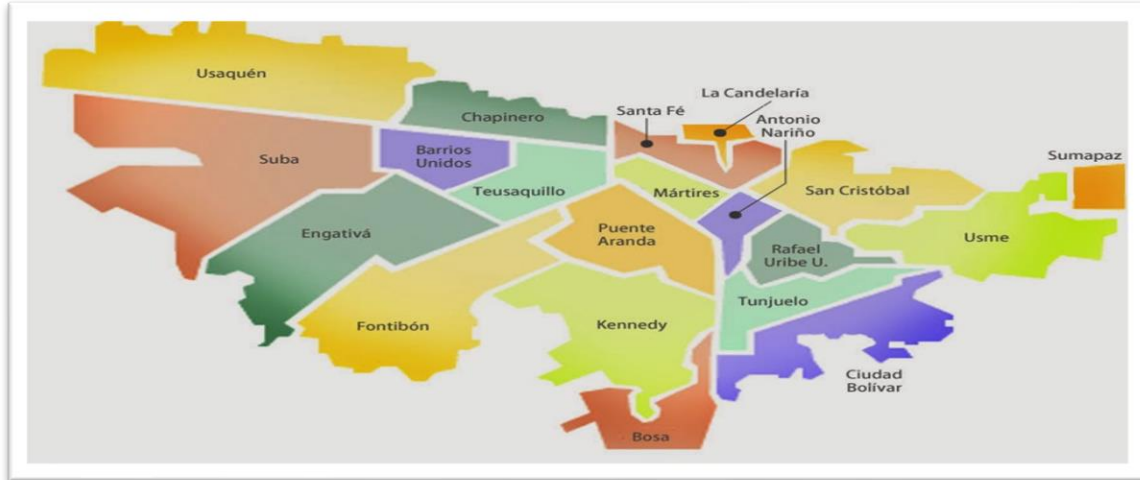 Usaquén
La Candelaría
Santa Fé
Chapinero
Antonio
Nariño
Barrios
Unidos
Suba
Sumapaz
Teusaquillo
Mártires
San Cristóbal
Engativá
Puente
Aranda
Usme
Rafael
Uribe U.
Tunjuelo
Fontibón
Kennedy
Ciudad
Bolívar
Bosa